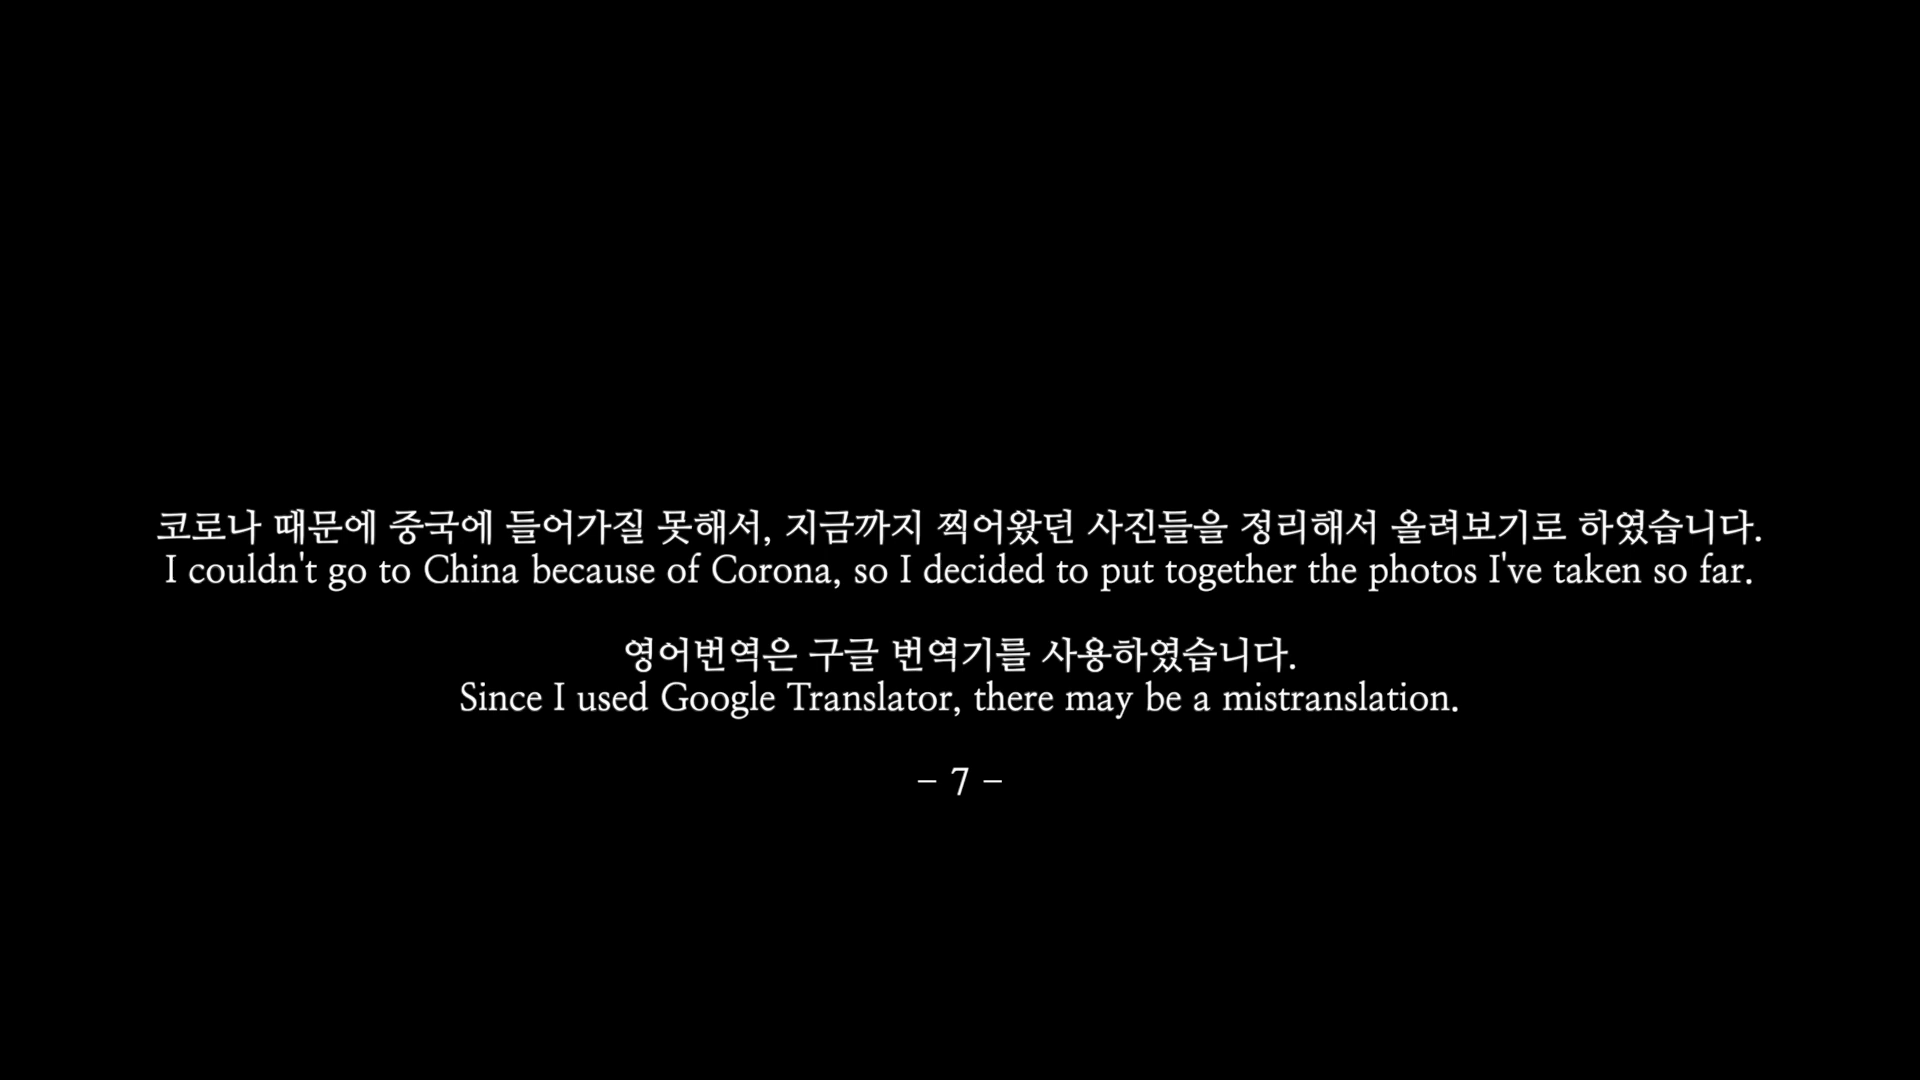 코로나 때문에 중국에 들어가질 못해서, 지금까지 찍어왔던 사진들을 정리해서 올려보기로 하였습니다.
I couldn't go to China because of Corona, so I decided to put together the photos I've taken so far.
영어번역은 구글 번역기를 사용하였습니다.
Since I used Google Translator, there may be a mistranslation.
– 7 –